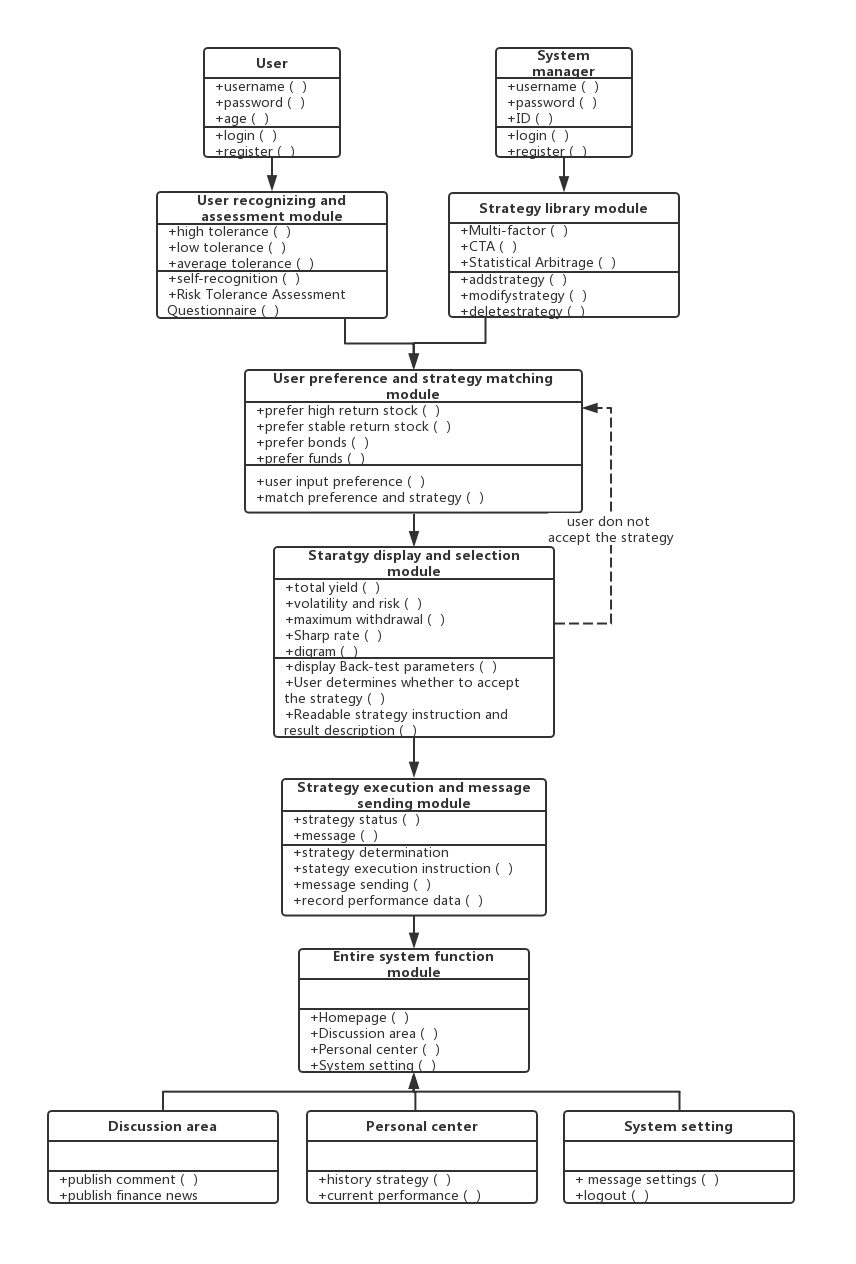 User
+username (  )
+password (  )
+age (  )
+login (  )
+register (  )
System
manager
+username (  )
+password (  )
+ID (  )
+login (  )
+register (  )
User recognizing and
assessment module
+high tolerance (  )
+low tolerance (  )
+average tolerance (  )
+self-recognition (  )
+Risk Tolerance Assessment
Questionnaire (  )
Strategy library module
+Multi-factor (  )
+CTA (  )
+Statistical Arbitrage (  )
+addstrategy (  )
+modifystrategy (  )
+deletestrategy (  )
User preference and strategy matching
module
+prefer high return stock (  )
+prefer stable return stock (  )
+prefer bonds (  )
+prefer funds (  )
+user input preference (  )
+match preference and strategy (  )
user don not
accept the strategy
Staratgy display and selection
module
+total yield (  )
+volatility and risk (  )
+maximum withdrawal (  )
+Sharp rate (  )
+digram (  )
+display Back-test parameters (  )
+User determines whether to accept
the strategy (  )
+Readable strategy instruction and
result description (  )
Strategy execution and message
sending module
+strategy status (  )
+message (  )
+strategy determination
+stategy execution instruction (  )
+message sending (  )
+record performance data (  )
Entire system function
module
+Homepage (  )
+Discussion area (  )
+Personal center (  )
+System setting (  )
Discussion area
+publish comment (  )
+publish finance news
Personal center
+history strategy (  )
+current performance (  )
System setting
+ message settings (  )
+logout (  )